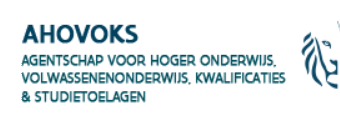 AHOVOKS
AGENTSCHAP VOOR HOGER ONDERWIJS,
VOLWASSENENONDERWIJS, KWALIFICATIES
& STUDIETOELAGEN